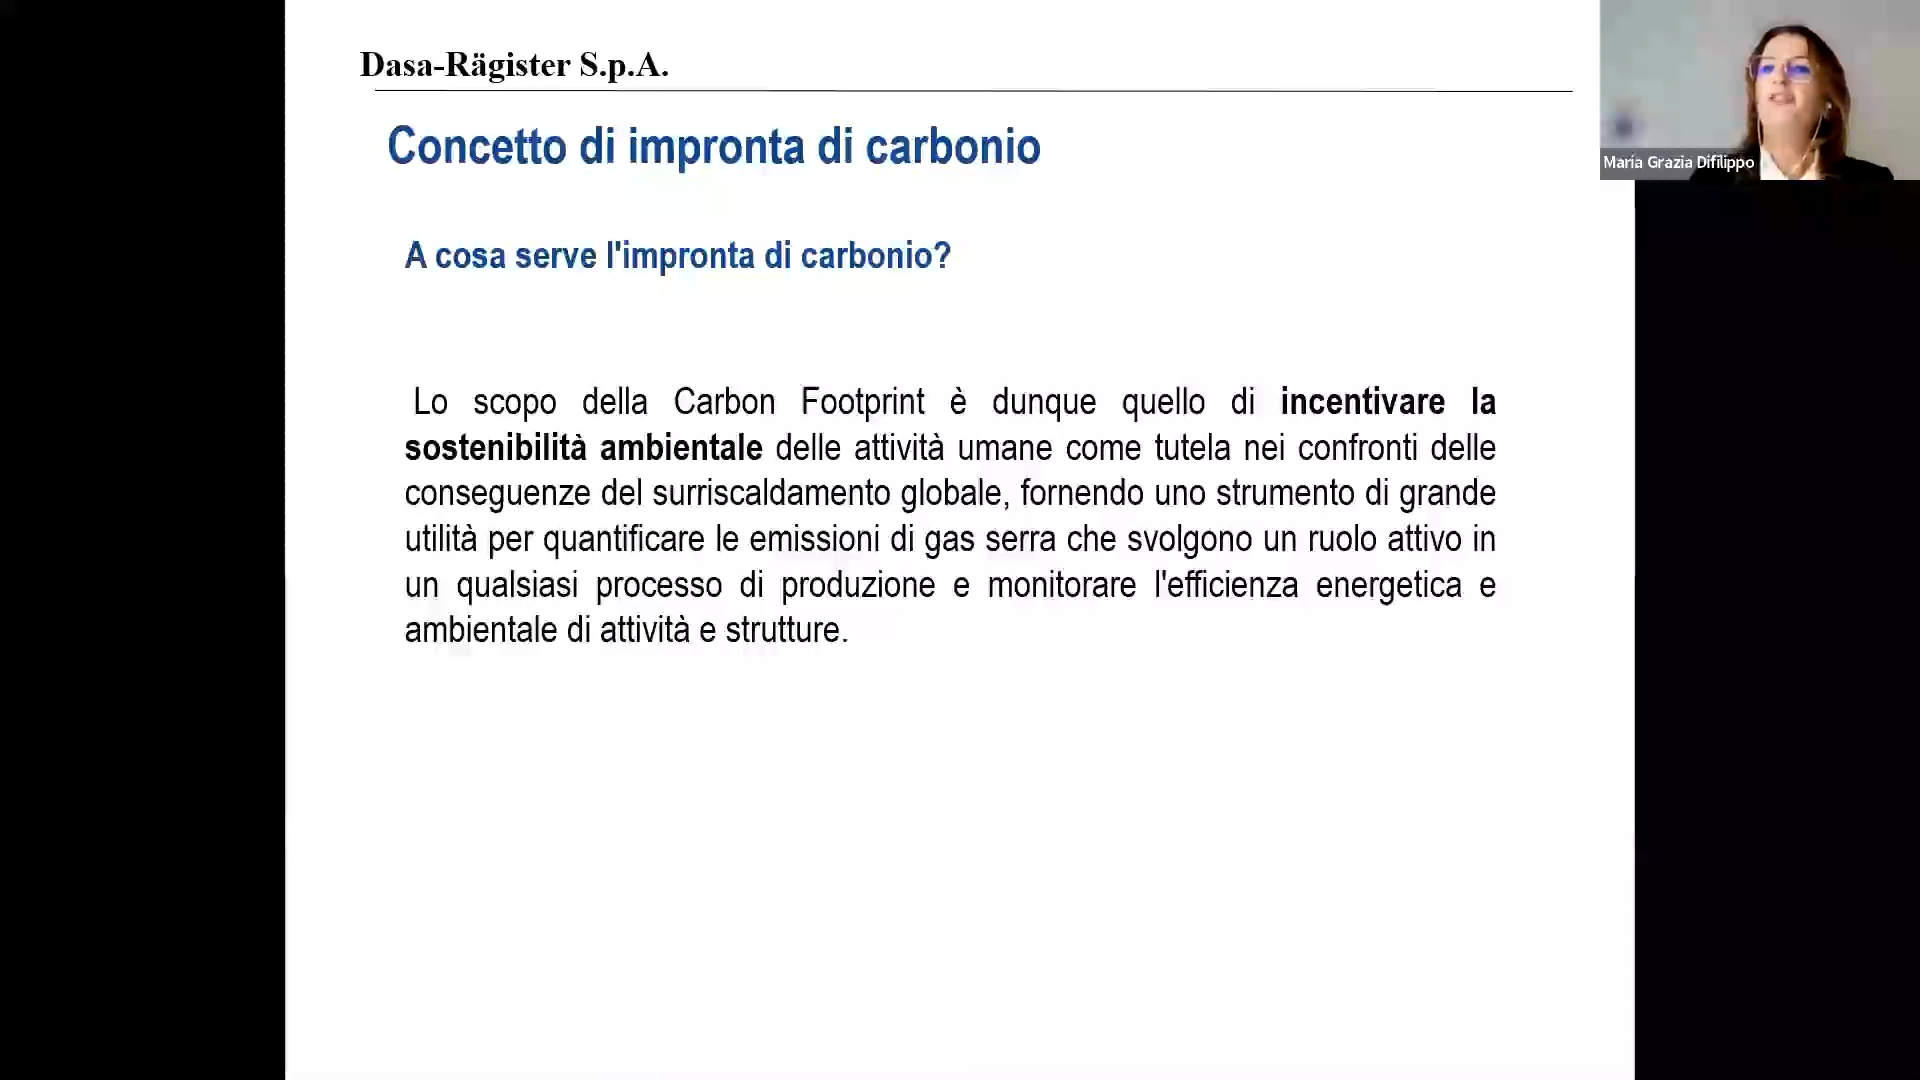 Dasa-Rägister S.p.A.
Concetto di impronta di carbonio
Maria Grazia Difilippo
A cosa serve l'impronta di carbonio?
Lo scopo della Carbon Footprint è dunque quello di incentivare la
sostenibilità ambientale delle attività umane come tutela nei confronti delle
conseguenze del surriscaldamento globale, fornendo uno strumento di grande
utilità per quantificare le emissioni di gas serra che svolgono un ruolo attivo in
un qualsiasi processo di produzione e monitorare l'efficienza energetica e
ambientale di attività e strutture.